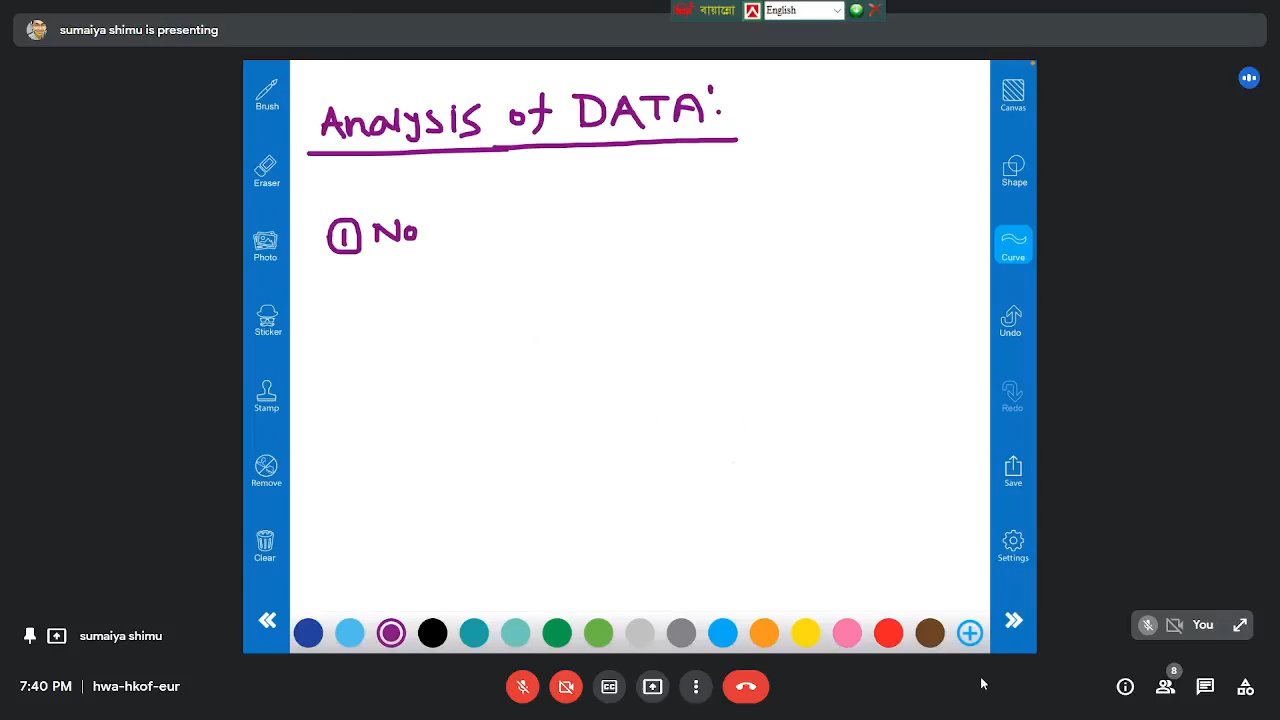 বায়ান্নো English
sumaiya shimu is presenting
Brush
Canvas
Analysis of DATA:
Eraser
Shape
① No
Photo
Curve
Sticker
Undo
Stamp
Redo
Remove
Save
Clear
Settings
sumaiya shimu
You
7:40 PM | hwa-hkof-eur
CC
8